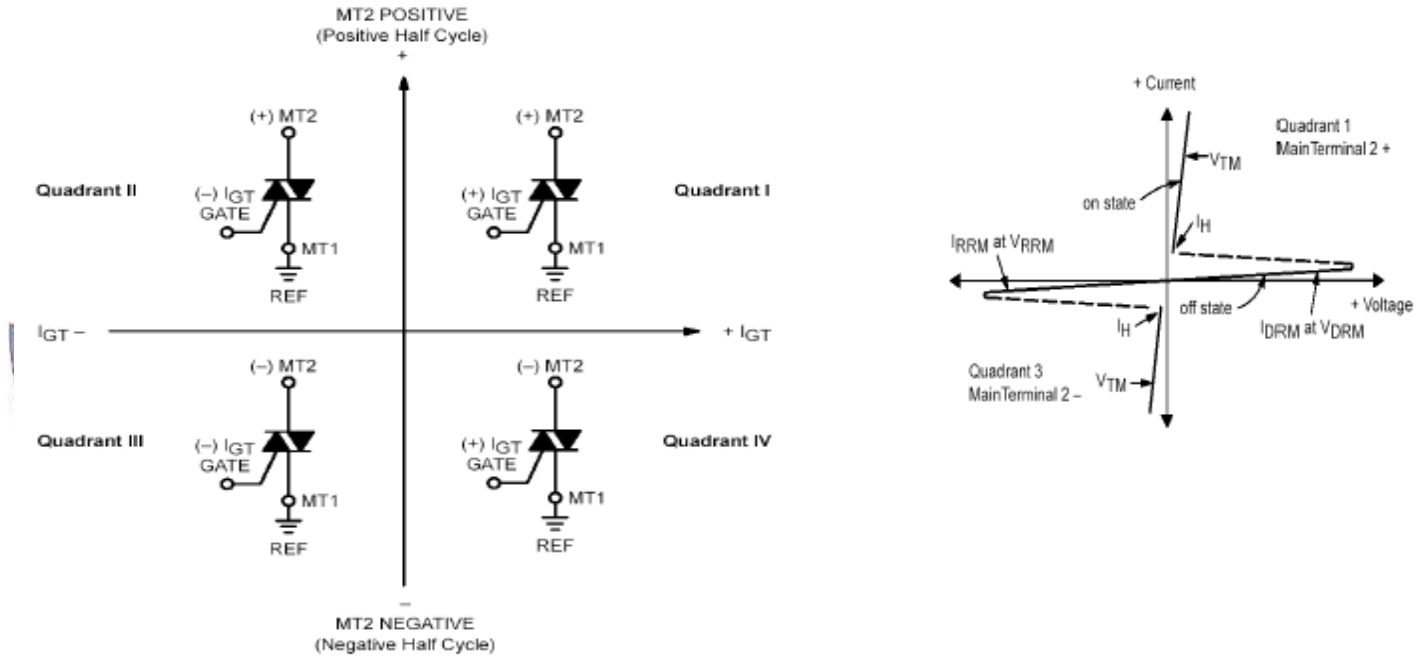 MT2 POSITIVE
(Positive Half Cycle)
+
(+) MT2
Quadrant II
(–) IGT
GATE
MT1
REF
(+) MT2
(+) IGT
GATE
Quadrant I
MT1
REF
IGT –
+ IGT
(–) MT2
Quadrant III
(–) IGT
GATE
MT1
REF
(–) MT2
(+) IGT
GATE
Quadrant IV
MT1
REF
–
MT2 NEGATIVE
(Negative Half Cycle)
+ Current
Quadrant 1
MainTerminal 2 +
VTM
on state
IH
IRRM at VRRM
+ Voltage
off state
IDRM at VDRM
IH
Quadrant 3
MainTerminal 2 –
VTM